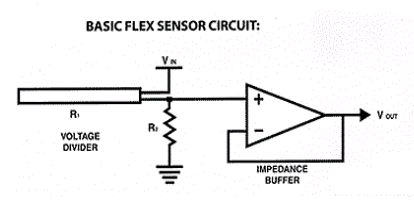 BASIC FLEX SENSOR CIRCUIT:
V IN
R1
R2
VOLTAGE
DIVIDER
+
−
V OUT
IMPEDANCE
BUFFER